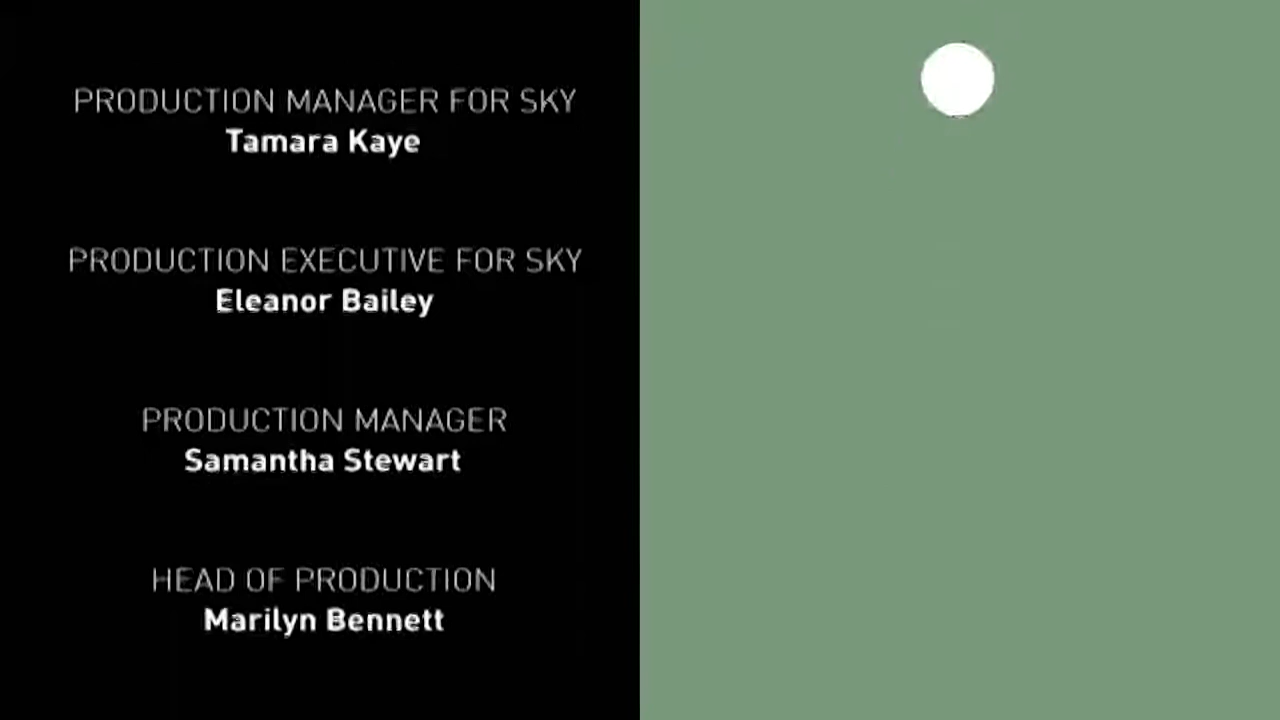 PRODUCTION MANAGER FOR SKY
Tamara Kaye
PRODUCTION EXECUTIVE FOR SKY
Eleanor Bailey
PRODUCTION MANAGER
Samantha Stewart
HEAD OF PRODUCTION
Marilyn Bennett